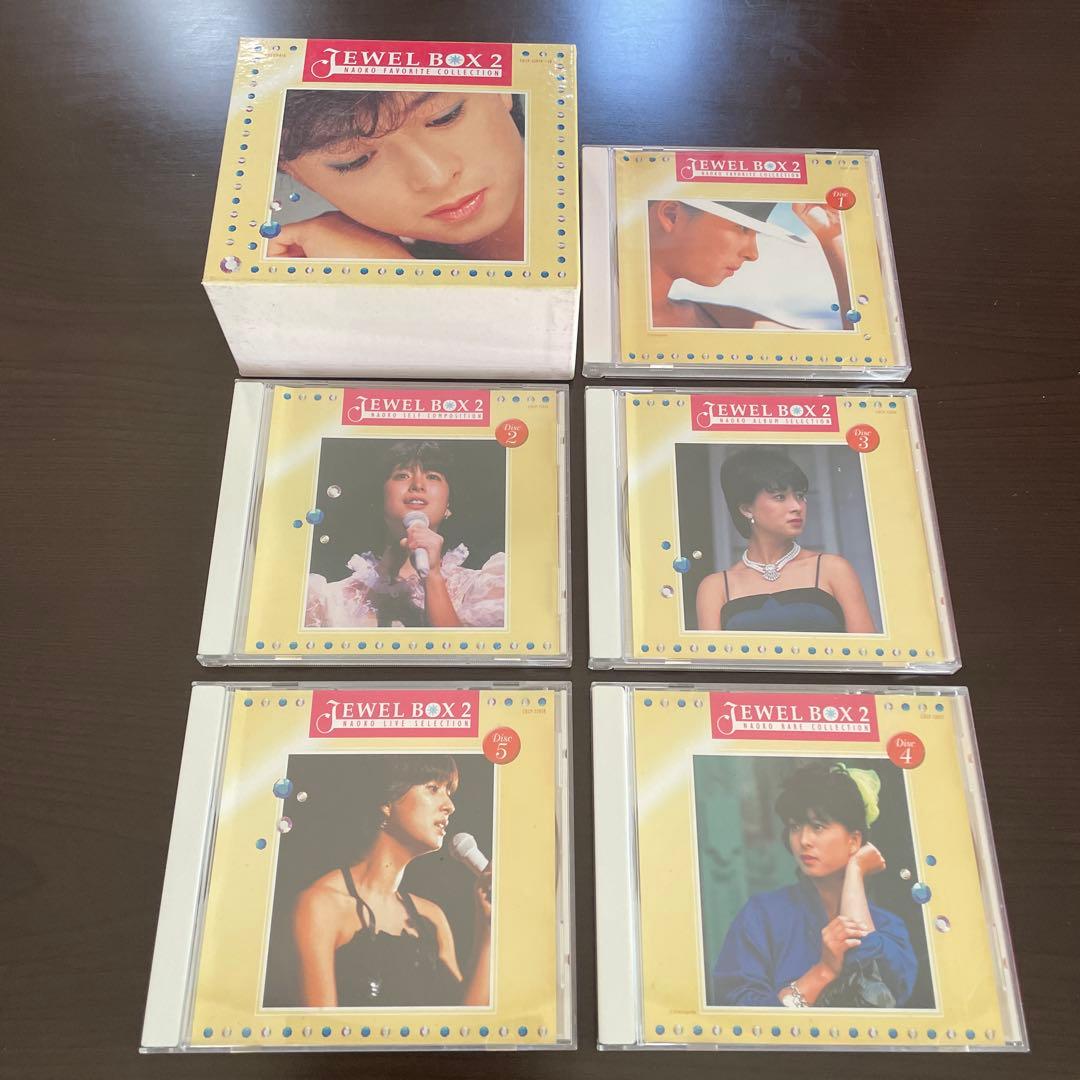 JEWEL BOX 2
NAOKO FAVORITE COLLECTION
JEWEL BOX 2
NAOKO FAVORITE COLLECTION
Disc
1
JEWEL BOX 2
NAOKO SELF COMPOSITION
Disc
2
JEWEL BOX 2
NAOKO ALBUM SELECTION
Disc
3
JEWEL BOX 2
NAOKO LIVE SELECTION
Disc
5
JEWEL BOX 2
NAOKO RARE COLLECTION
Disc
4